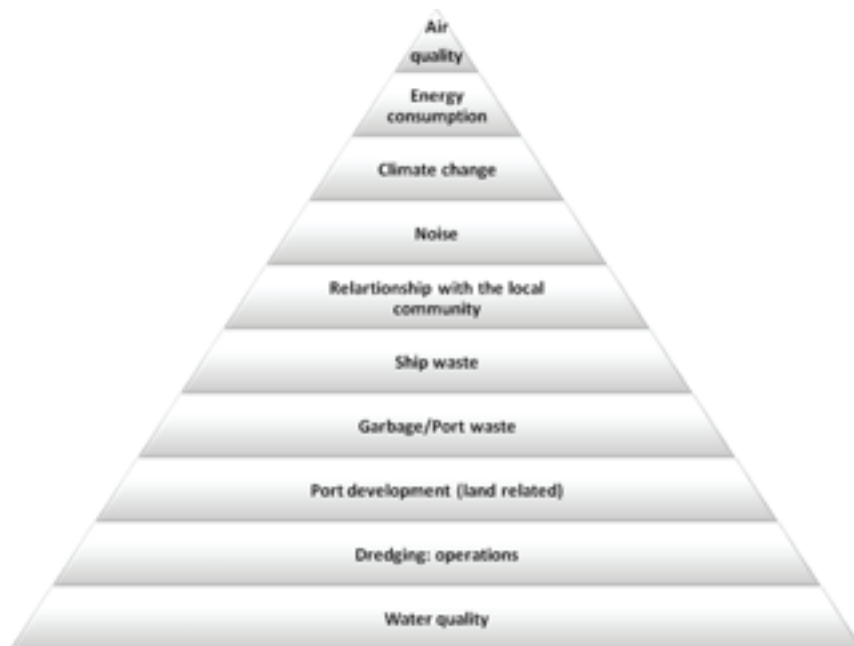 Air
quality
Energy
consumption
Climate change
Noise
Relartionship with the local
community
Ship waste
Garbage/Port waste
Port development (land related)
Dredging: operations
Water quality